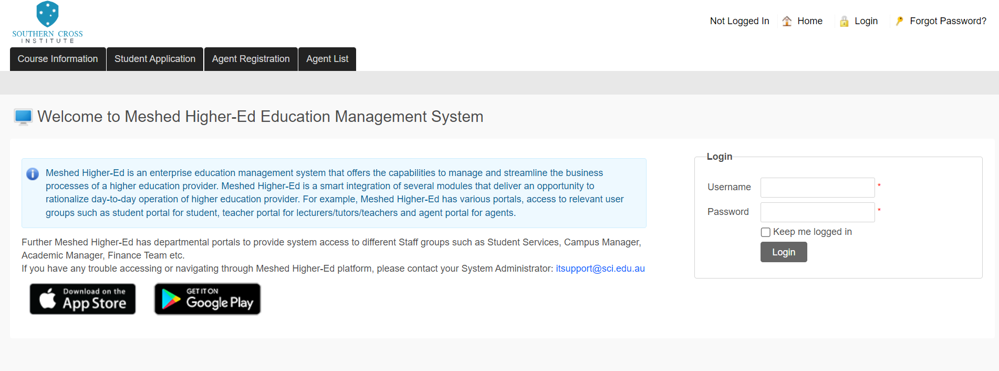 SOUTHERN CROSS
INSTITUTE
Not Logged In Home Login Forgot Password?
Course Information Student Application Agent Registration Agent List
Welcome to Meshed Higher-Ed Education Management System
Meshed Higher-Ed is an enterprise education management system that offers the capabilities to manage and streamline the business
processes of a higher education provider. Meshed Higher-Ed is a smart integration of several modules that deliver an opportunity to
rationalize day-to-day operation of higher education provider. For example, Meshed Higher-Ed has various portals, access to relevant user
groups such as student portal for student, teacher portal for lecturers/tutors/teachers and agent portal for agents.
Further Meshed Higher-Ed has departmental portals to provide system access to different Staff groups such as Student Services, Campus Manager,
Academic Manager, Finance Team etc.
If you have any trouble accessing or navigating through Meshed Higher-Ed platform, please contact your System Administrator: itsupport@sci.edu.au
Download on the
App Store
GET IT ON
Google Play
Login
Username *
Password *
Keep me logged in
Login